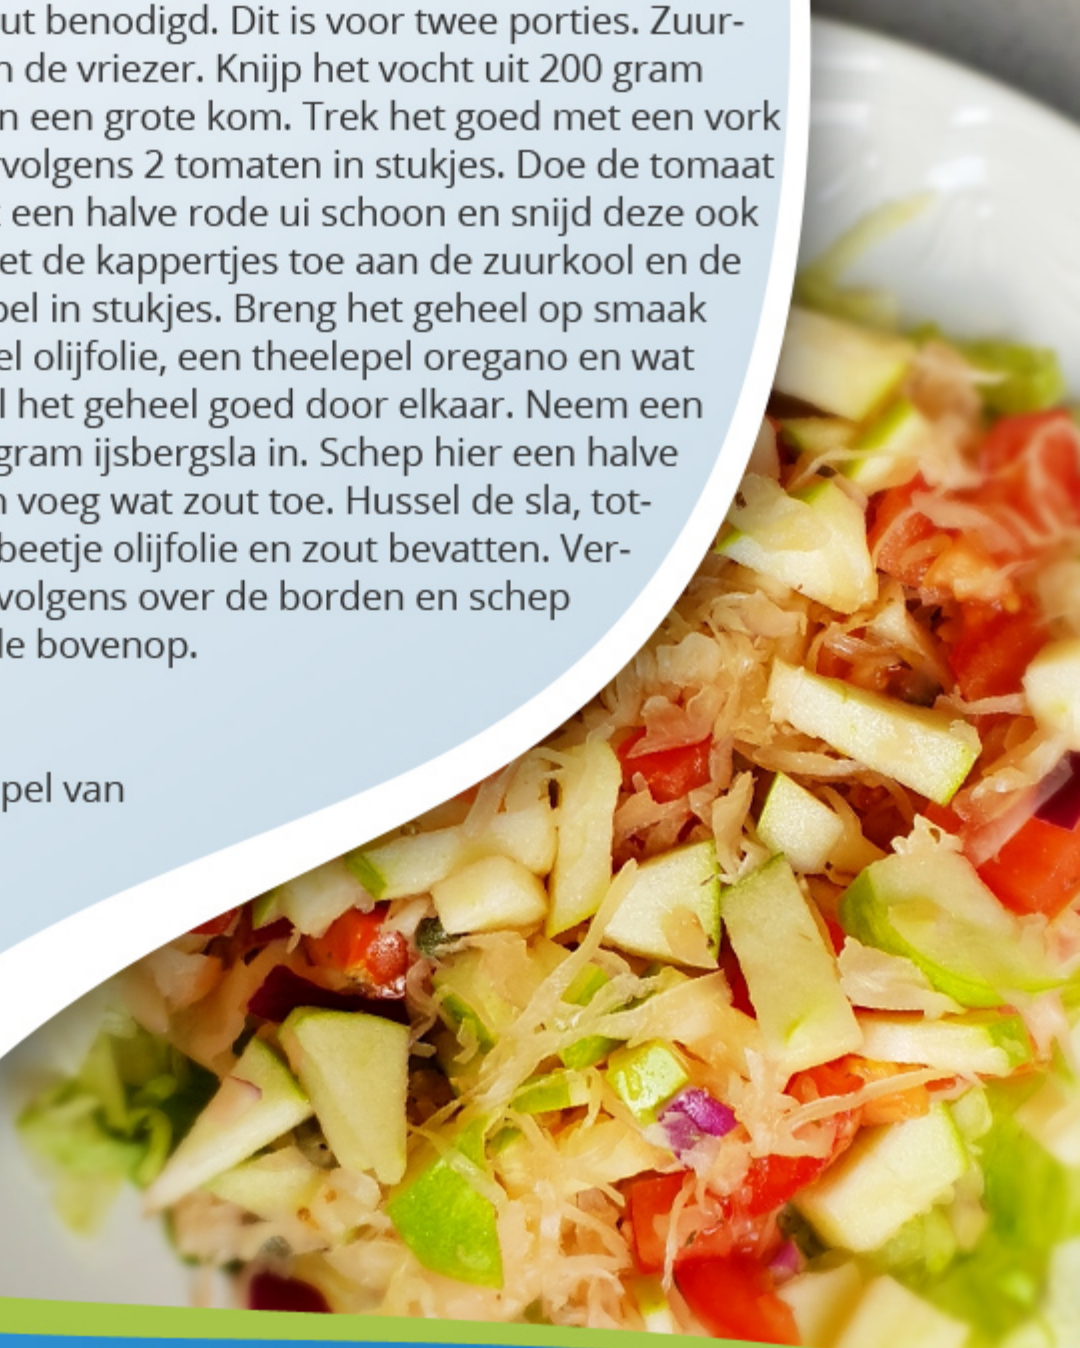 ut benodigd. Dit is voor twee porties. Zuur-
n de vriezer. Knijp het vocht uit 200 gram
n een grote kom. Trek het goed met een vork
volgens 2 tomaten in stukjes. Doe de tomaat
een halve rode ui schoon en snijd deze ook
et de kappertjes toe aan de zuurkool en de
pel in stukjes. Breng het geheel op smaak
el olijfolie, een theelepel oregano en wat
l het geheel goed door elkaar. Neem een
gram ijsbergsla in. Schep hier een halve
n voeg wat zout toe. Hussel de sla, tot-
beetje olijfolie en zout bevatten. Ver-
volgens over de borden en schep
le bovenop.
pel van